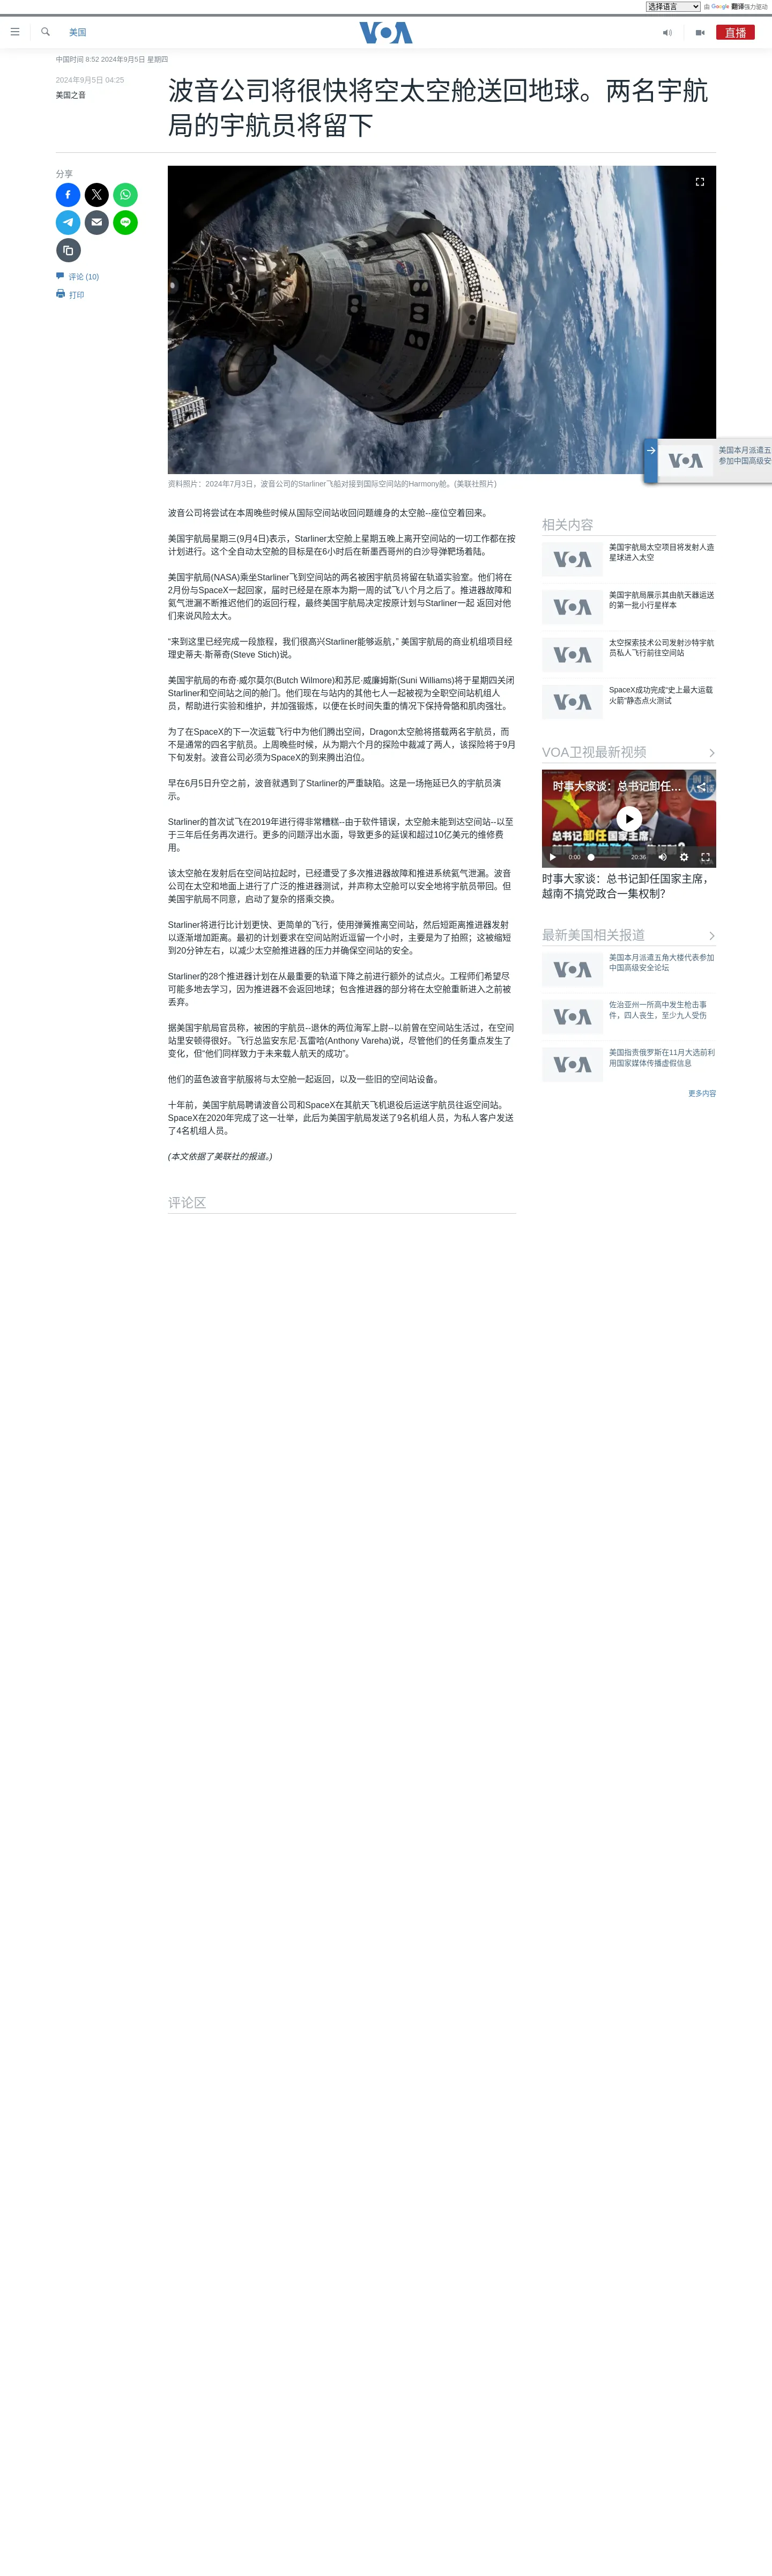 选择语言
由 Google 翻译强力驱动
美国
VOA
直播
中国时间 8:52 2024年9月5日 星期四
2024年9月5日 04:25
美国之音
波音公司将很快将空太空舱送回地球。两名宇航
局的宇航员将留下
分享
评论 (10)
打印
资料照片：2024年7月3日，波音公司的Starliner飞船对接到国际空间站的Harmony舱。(美联社照片)
VOA
美国本月派遣五
参加中国高级安
波音公司将尝试在本周晚些时候从国际空间站收回问题缠身的太空舱--座位空着回来。
美国宇航局星期三(9月4日)表示，Starliner太空舱上星期五晚上离开空间站的一切工作都在按
计划进行。这个全自动太空舱的目标是在6小时后在新墨西哥州的白沙导弹靶场着陆。
美国宇航局(NASA)乘坐Starliner飞到空间站的两名被困宇航员将留在轨道实验室。他们将在
2月份与SpaceX一起回家，届时已经是在原本为期一周的试飞八个月之后了。推进器故障和
氦气泄漏不断推迟他们的返回行程，最终美国宇航局决定按原计划与Starliner一起 返回对他
们来说风险太大。
“来到这里已经完成一段旅程，我们很高兴Starliner能够返航，” 美国宇航局的商业机组项目经
理史蒂夫·斯蒂奇(Steve Stich)说。
美国宇航局的布奇·威尔莫尔(Butch Wilmore)和苏尼·威廉姆斯(Suni Williams)将于星期四关闭
Starliner和空间站之间的舱门。他们现在与站内的其他七人一起被视为全职空间站机组人
员，帮助进行实验和维护，并加强锻炼，以便在长时间失重的情况下保持骨骼和肌肉强壮。
为了在SpaceX的下一次运载飞行中为他们腾出空间，Dragon太空舱将搭载两名宇航员，而
不是通常的四名宇航员。上周晚些时候，从为期六个月的探险中裁减了两人，该探险将于9月
下旬发射。波音公司必须为SpaceX的到来腾出泊位。
早在6月5日升空之前，波音就遇到了Starliner的严重缺陷。这是一场拖延已久的宇航员演
示。
Starliner的首次试飞在2019年进行得非常糟糕--由于软件错误，太空舱未能到达空间站--以至
于三年后任务再次进行。更多的问题浮出水面，导致更多的延误和超过10亿美元的维修费
用。
该太空舱在发射后在空间站拉起时，已经遭受了多次推进器故障和推进系统氦气泄漏。波音
公司在太空和地面上进行了广泛的推进器测试，并声称太空舱可以安全地将宇航员带回。但
美国宇航局不同意，启动了复杂的搭乘交换。
Starliner将进行比计划更快、更简单的飞行，使用弹簧推离空间站，然后短距离推进器发射
以逐渐增加距离。最初的计划要求在空间站附近逗留一个小时，主要是为了拍照；这被缩短
到20分钟左右，以减少太空舱推进器的压力并确保空间站的安全。
Starliner的28个推进器计划在从最重要的轨道下降之前进行额外的试点火。工程师们希望尽
可能多地去学习，因为推进器不会返回地球；包含推进器的部分将在太空舱重新进入之前被
丢弃。
据美国宇航局官员称，被困的宇航员--退休的两位海军上尉--以前曾在空间站生活过，在空间
站里安顿得很好。飞行总监安东尼·瓦雷哈(Anthony Vareha)说，尽管他们的任务重点发生了
变化，但“他们同样致力于未来载人航天的成功”。
他们的蓝色波音宇航服将与太空舱一起返回，以及一些旧的空间站设备。
十年前，美国宇航局聘请波音公司和SpaceX在其航天飞机退役后运送宇航员往返空间站。
SpaceX在2020年完成了这一壮举，此后为美国宇航局发送了9名机组人员，为私人客户发送
了4名机组人员。
(本文依据了美联社的报道。)
评论区
相关内容
VOA
美国宇航局太空项目将发射人造
星球进入太空
VOA
美国宇航局展示其由航天器运送
的第一批小行星样本
VOA
太空探索技术公司发射沙特宇航
员私人飞行前往空间站
VOA
SpaceX成功完成“史上最大运载
火箭”静态点火测试
VOA卫视最新视频
时事大家谈：总书记卸任...
总书记卸任国家主席，
0:00
20:36
时事大家谈：总书记卸任国家主席，
越南不搞党政合一集权制？
最新美国相关报道
VOA
美国本月派遣五角大楼代表参加
中国高级安全论坛
VOA
佐治亚州一所高中发生枪击事
件，四人丧生，至少九人受伤
VOA
美国指责俄罗斯在11月大选前利
用国家媒体传播虚假信息
更多内容